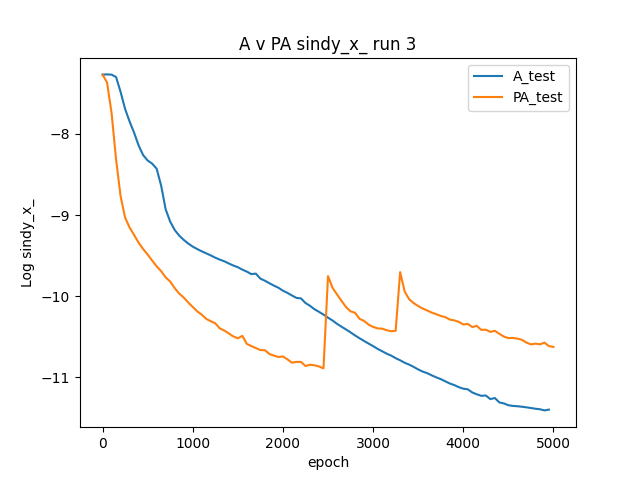 A v PA sindy_x_ run 3
A_test
PA_test
Log sindy_x_
−8
−9
−10
−11
0
1000
2000
3000
4000
5000
epoch